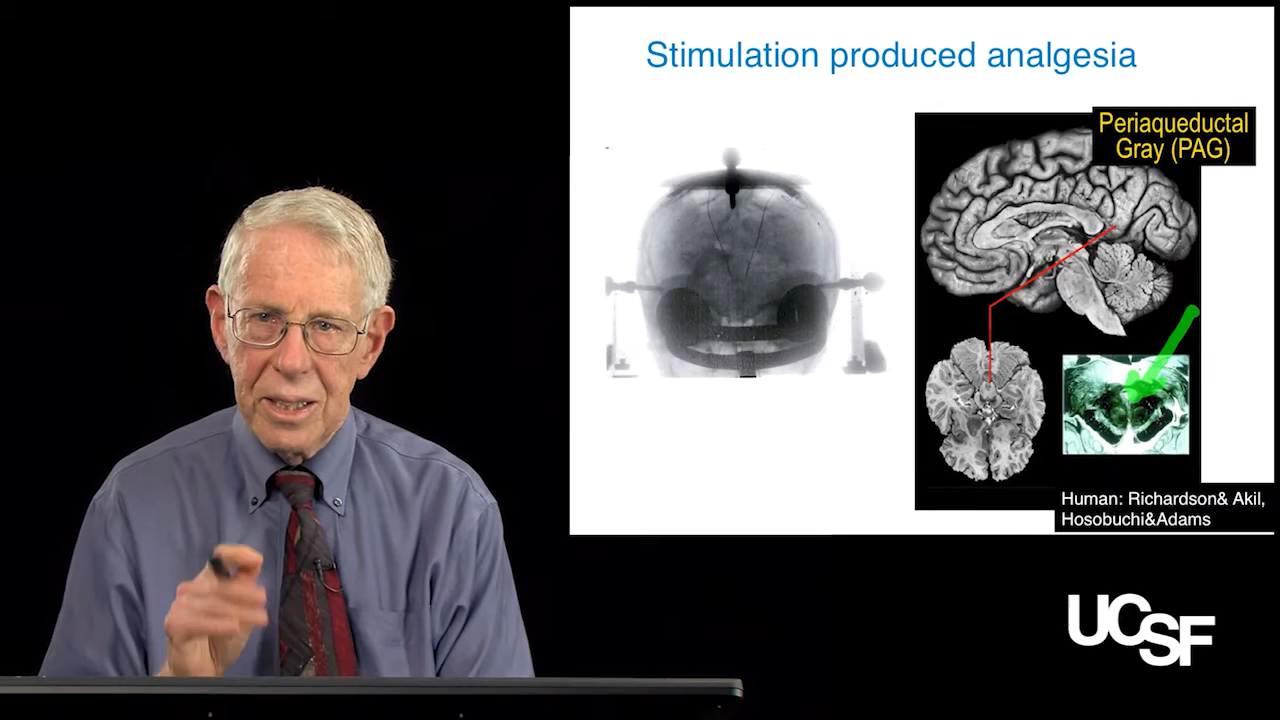 Stimulation produced analgesia
Periaqueductal
Gray (PAG)
Human: Richardson& Akil,
Hosobuchi&Adams
UCSF